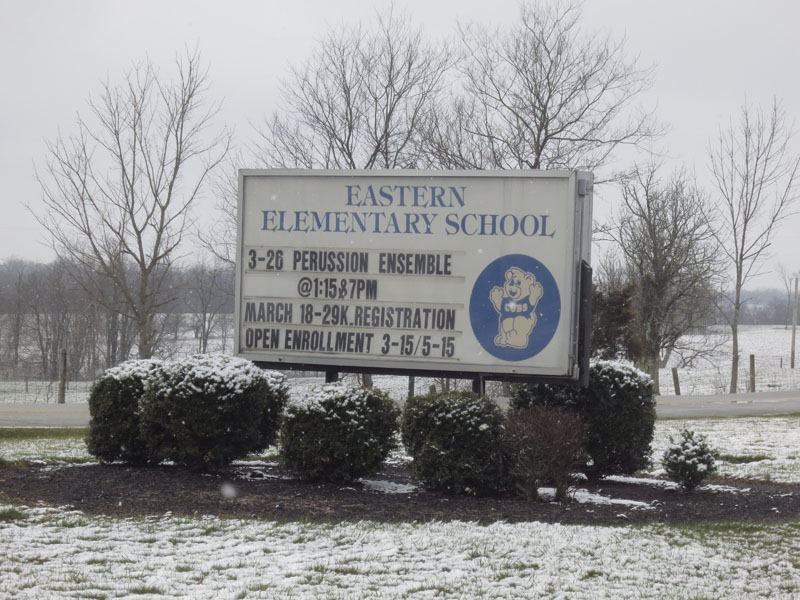 EASTERN
ELEMENTARY SCHOOL
3-26 PERUSSION ENSEMBLE
@1:15&7PM
MARCH 18-29K.REGISTRATION
OPEN ENROLLMENT 3-15/5-15
CUBS